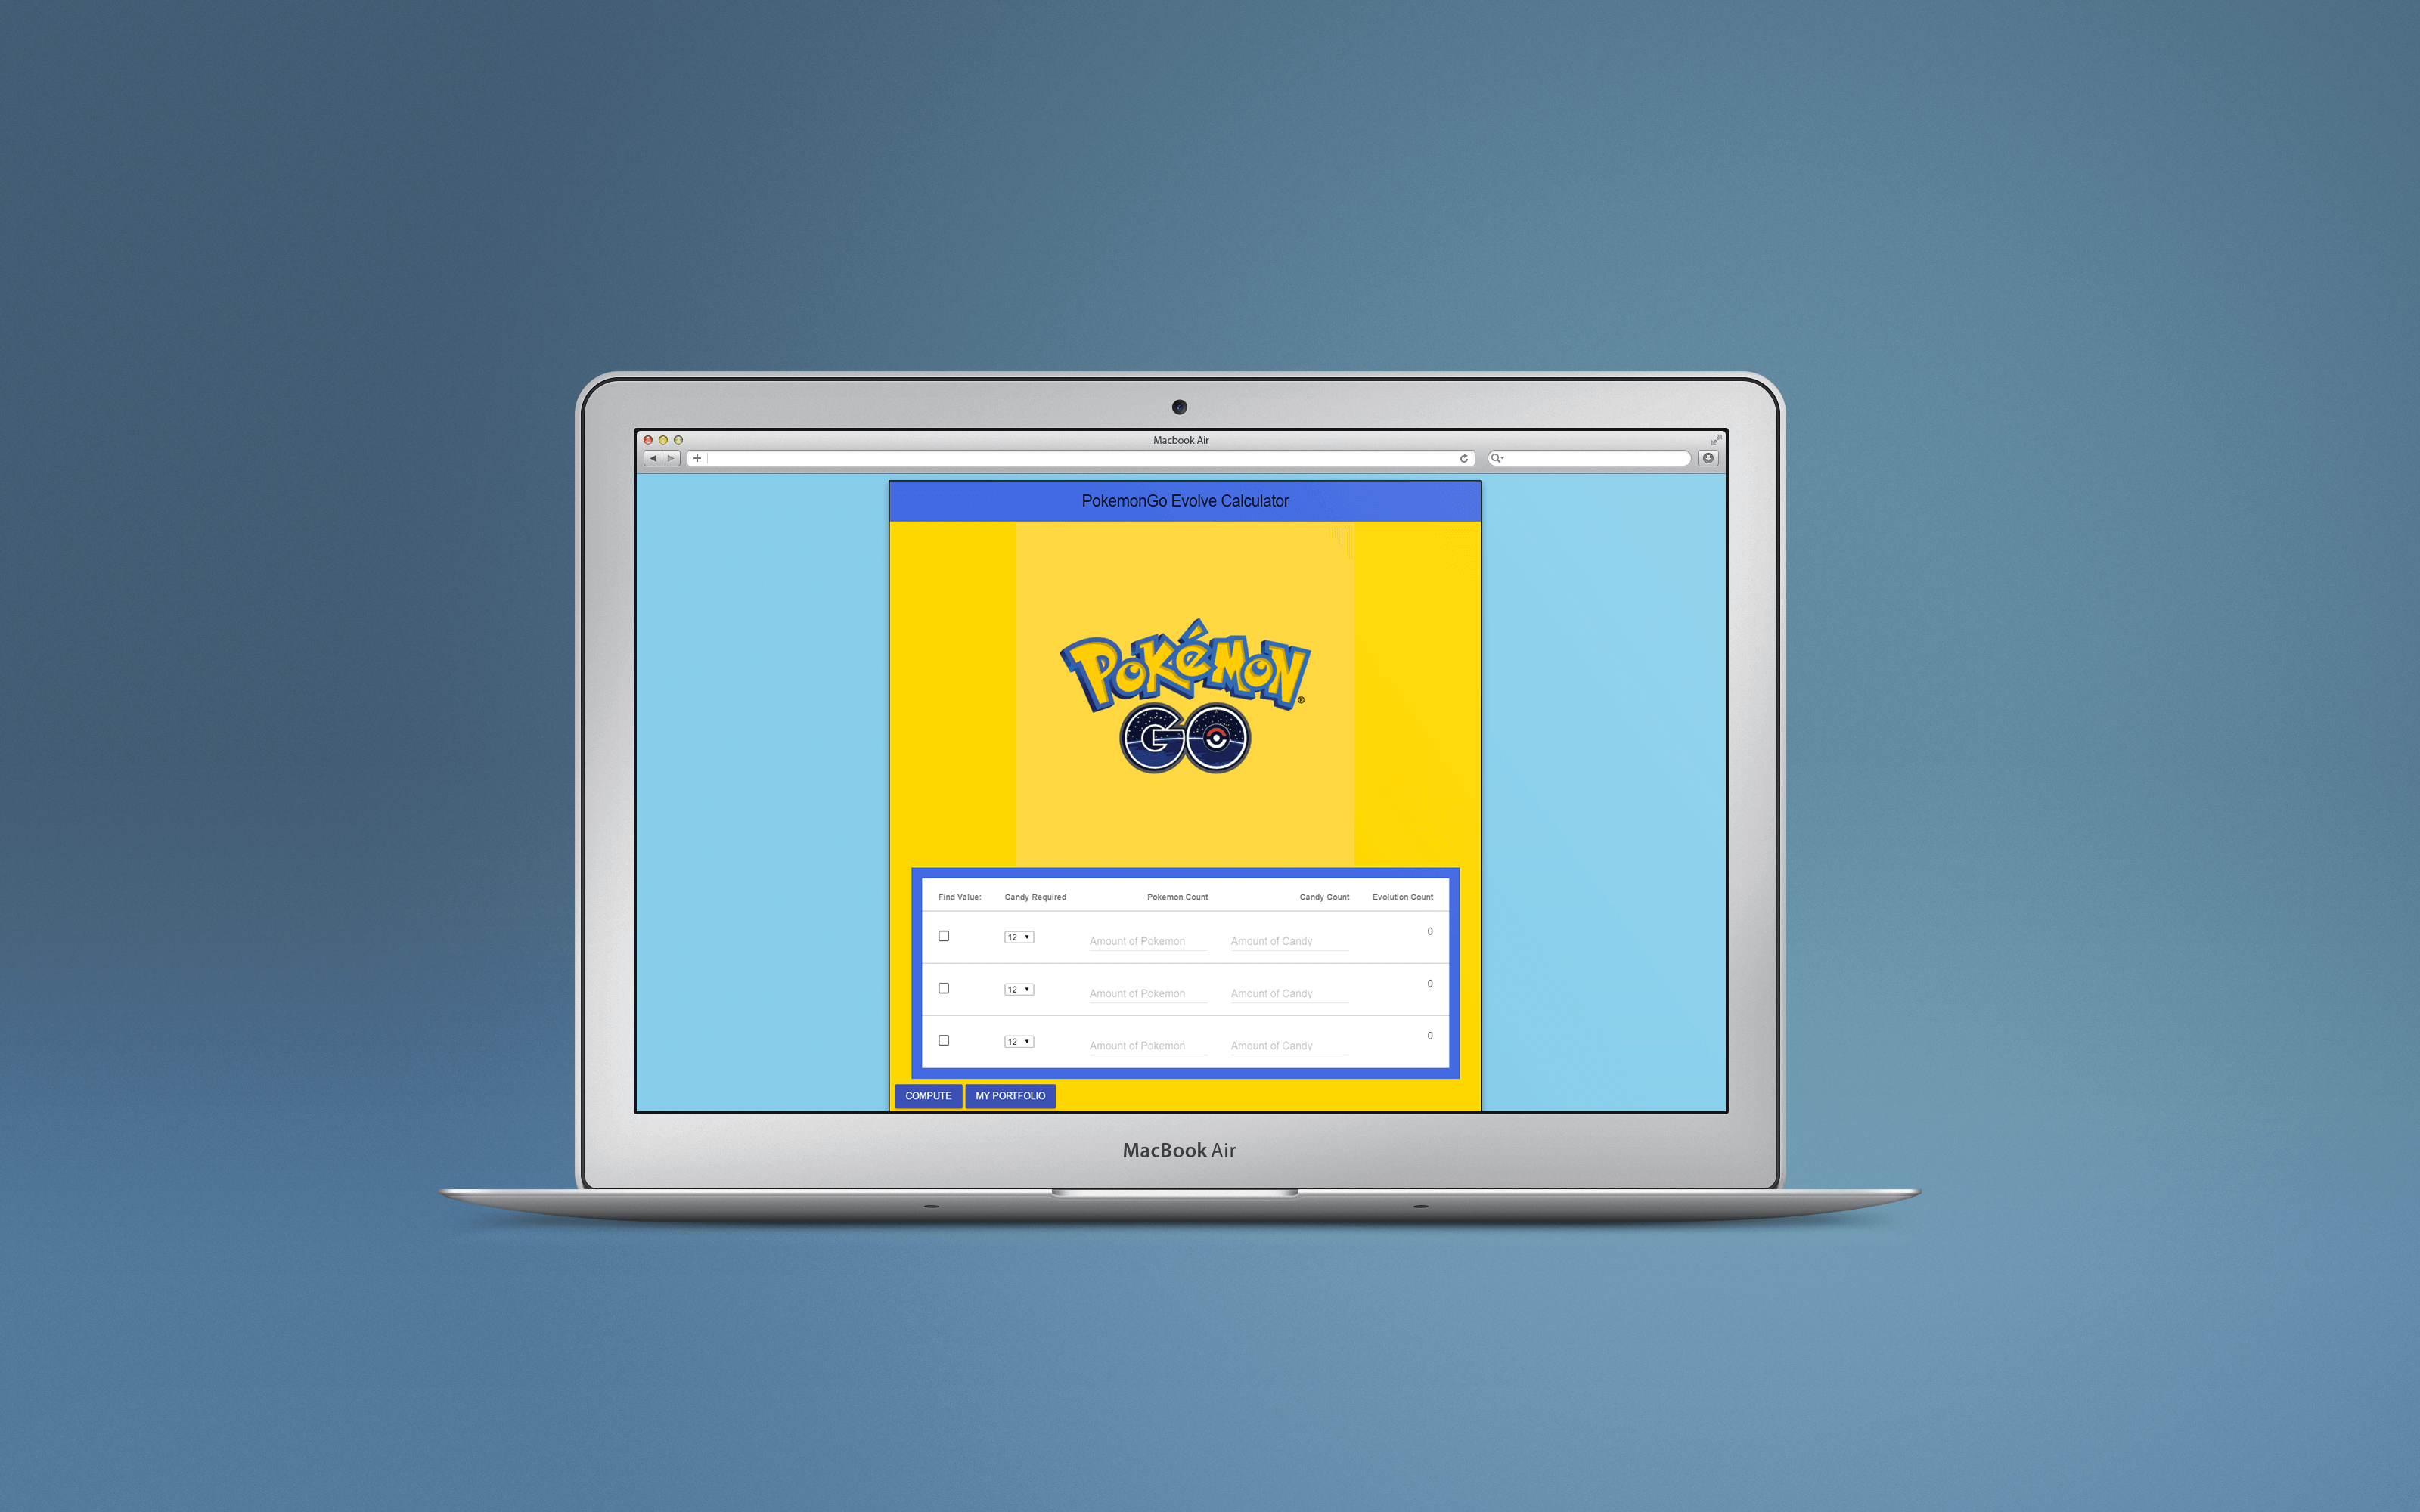 Macbook Air
PokemonGo Evolve Calculator
POKéMON
®
GO
Find Value: Candy Required Pokemon Count Candy Count Evolution Count
12 Amount of Pokemon Amount of Candy 0
12 Amount of Pokemon Amount of Candy 0
12 Amount of Pokemon Amount of Candy 0
COMPUTE MY PORTFOLIO
MacBook Air